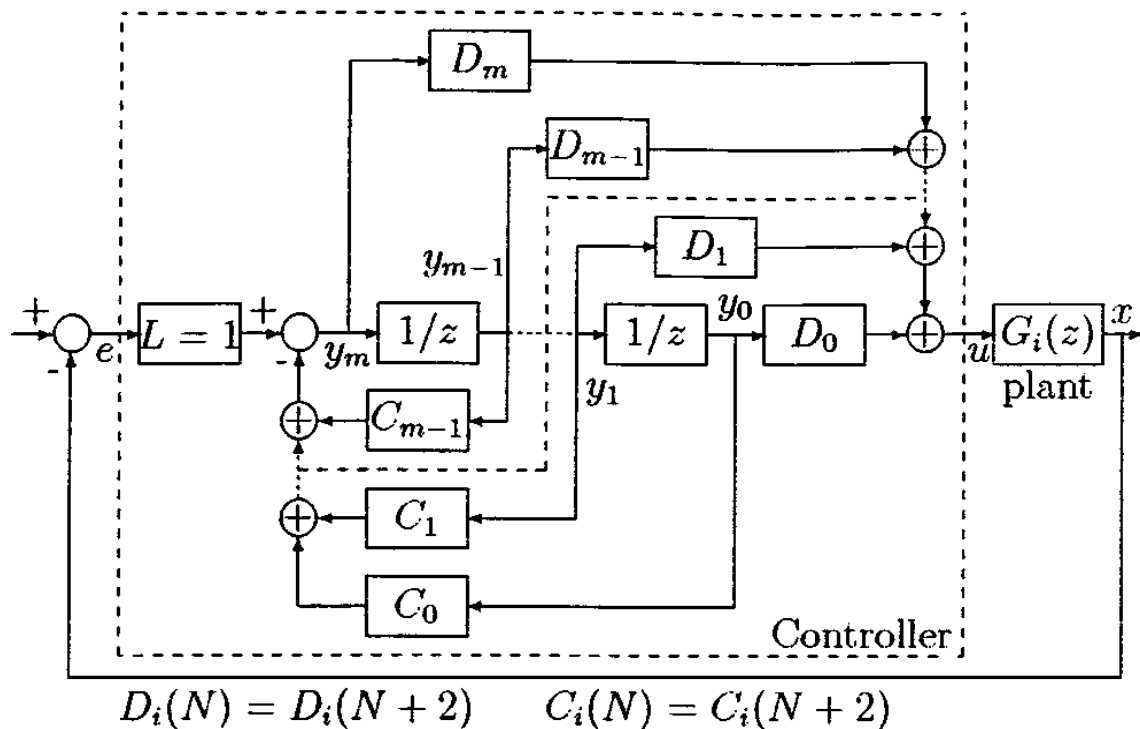 D_m
D_{m-1}
D_1
y_{m-1}
+
e
L = 1
+
-
y_m
1/z
1/z
y_0
D_0
u
G_i(z)
x
plant
-
y_1
C_{m-1}
C_1
C_0
Controller
D_i(N) = D_i(N + 2) C_i(N) = C_i(N + 2)